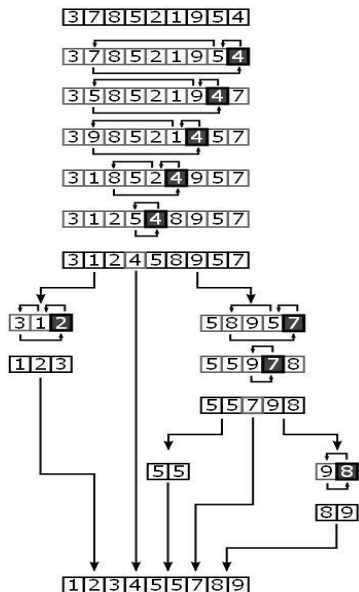 3 7 8 5 2 1 9 5 4
3 7 8 5 2 1 9 5 4
3 5 8 5 2 1 9 4 7
3 9 8 5 2 1 4 5 7
3 1 8 5 2 4 9 5 7
3 1 2 5 4 8 9 5 7
3 1 2 4 5 8 9 5 7
3 1 2
5 8 9 5 7
1 2 3
5 5 9 7 8
5 5 7 9 8
5 5
9 8
8 9
1 2 3 4 5 5 7 8 9